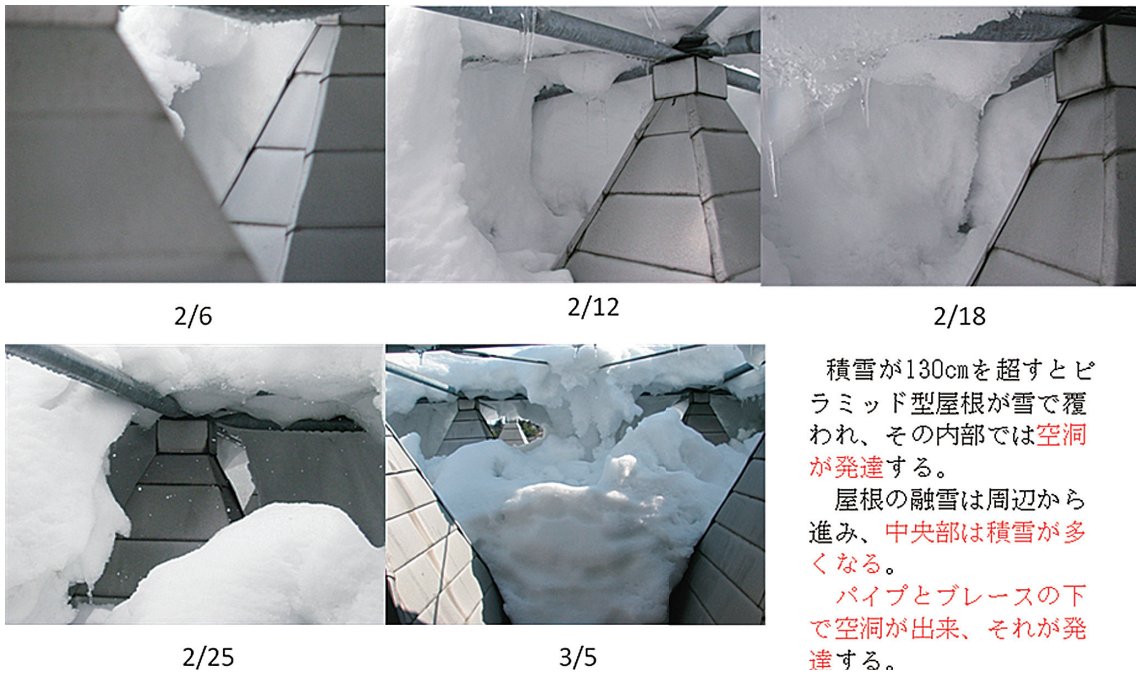 2/6
2/12
2/18
2/25
3/5
積雪が130cmを超すとピ
ラミッド型屋根が雪で覆
われ、その内部では空洞
が発達する。
屋根の融雪は周辺から
進み、中央部は積雪が多
くなる。
パイプとブレースの下
で空洞が出来、それが発
達する。